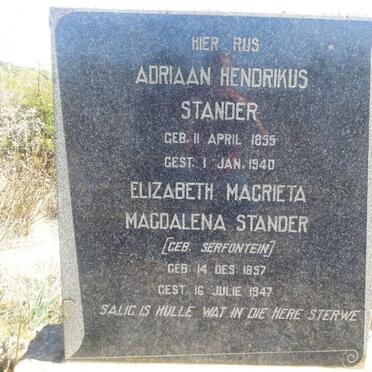 HIER RUS
ADRIAAN HENDRIKUS
STANDER
GEB. 11 APRIL 1855
GEST. 1 JAN. 1940
ELIZABETH MAGRIETA
MAGDALENA STANDER
[GEB. SERFONTEIN]
GEB. 14 DES. 1857
GEST. 16 JULIE 1947
SALIG IS HULLE WAT IN DIE HERE STERWE